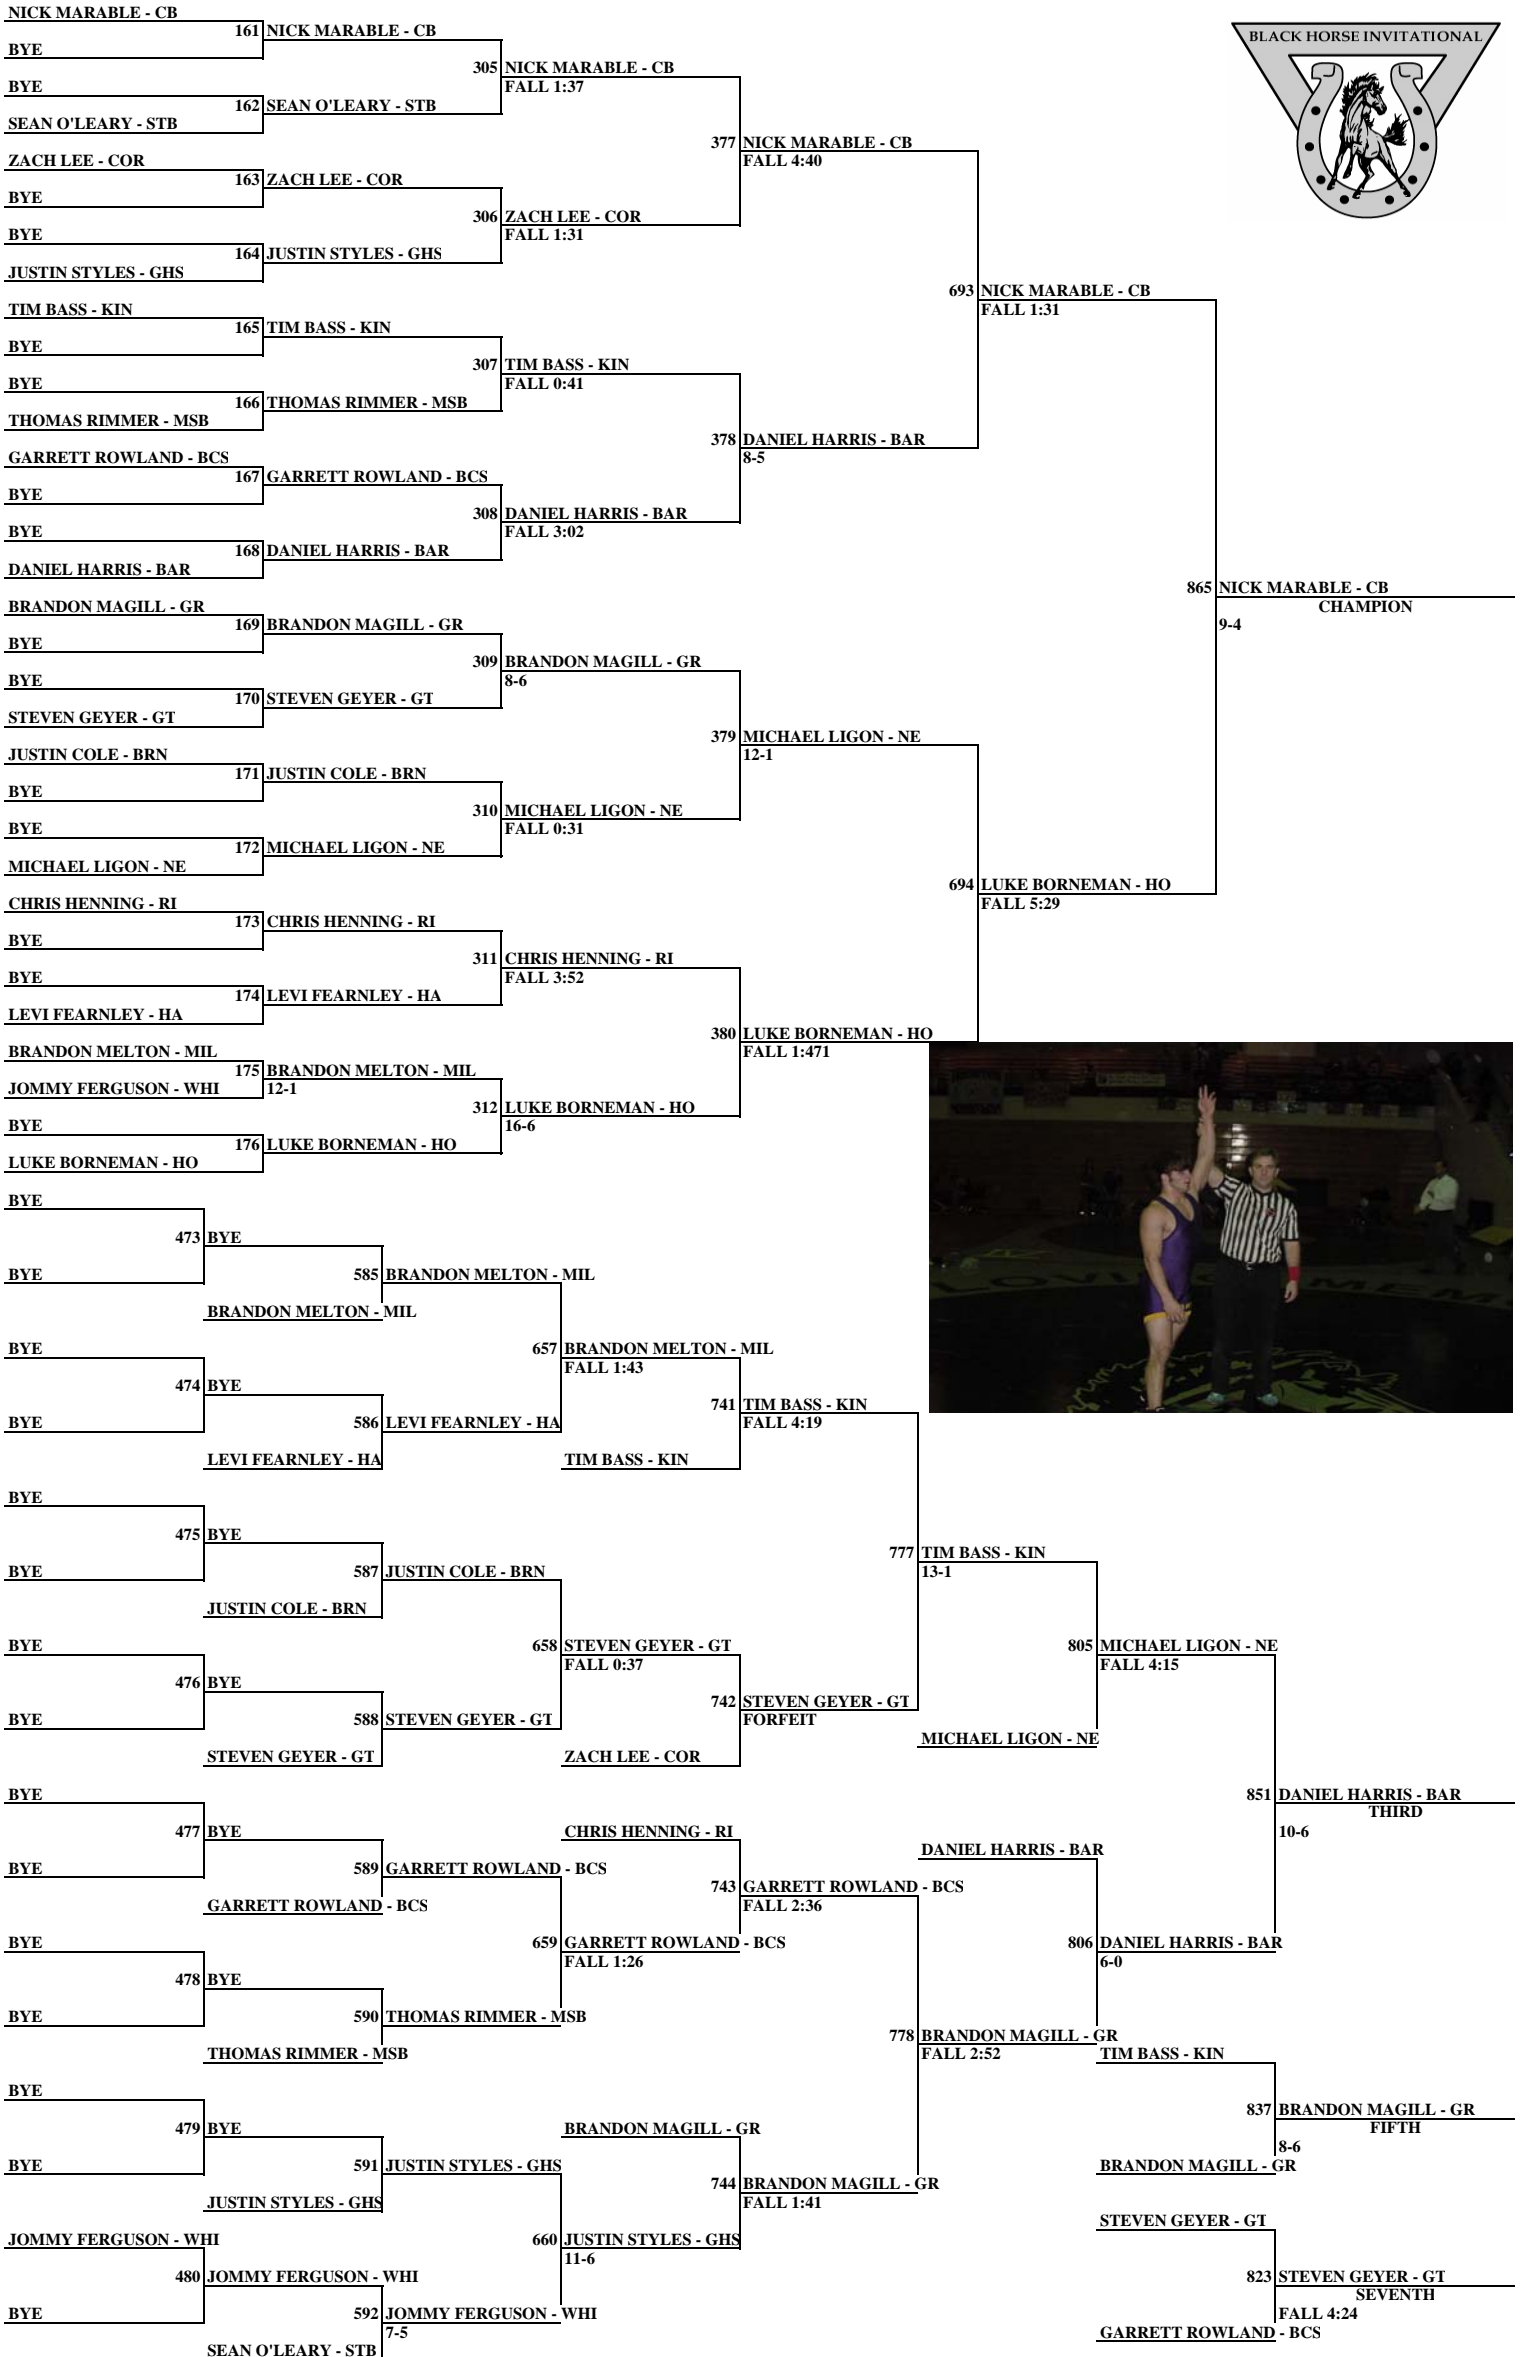 BLACK HORSE INVITATIONAL
NICK MARABLE - CB
161 NICK MARABLE - CB
BYE
305 NICK MARABLE - CB
FALL 1:37
BYE
162 SEAN O'LEARY - STB
SEAN O'LEARY - STB
377 NICK MARABLE - CB
FALL 4:40
ZACH LEE - COR
163 ZACH LEE - COR
BYE
306 ZACH LEE - COR
FALL 1:31
BYE
164 JUSTIN STYLES - GHS
JUSTIN STYLES - GHS
693 NICK MARABLE - CB
FALL 1:31
TIM BASS - KIN
165 TIM BASS - KIN
BYE
307 TIM BASS - KIN
FALL 0:41
BYE
166 THOMAS RIMMER - MSB
THOMAS RIMMER - MSB
378 DANIEL HARRIS - BAR
8-5
GARRETT ROWLAND - BCS
167 GARRETT ROWLAND - BCS
BYE
308 DANIEL HARRIS - BAR
FALL 3:02
BYE
168 DANIEL HARRIS - BAR
DANIEL HARRIS - BAR
865 NICK MARABLE - CB
CHAMPION
9-4
BRANDON MAGILL - GR
169 BRANDON MAGILL - GR
BYE
309 BRANDON MAGILL - GR
8-6
BYE
170 STEVEN GEYER - GT
STEVEN GEYER - GT
379 MICHAEL LIGON - NE
12-1
JUSTIN COLE - BRN
171 JUSTIN COLE - BRN
BYE
310 MICHAEL LIGON - NE
FALL 0:31
BYE
172 MICHAEL LIGON - NE
MICHAEL LIGON - NE
694 LUKE BORNEMAN - HO
FALL 5:29
CHRIS HENNING - RI
173 CHRIS HENNING - RI
BYE
311 CHRIS HENNING - RI
FALL 3:52
BYE
174 LEVI FEARNLEY - HA
LEVI FEARNLEY - HA
380 LUKE BORNEMAN - HO
FALL 1:471
BRANDON MELTON - MIL
175 BRANDON MELTON - MIL
JOMMY FERGUSON - WHI
12-1
312 LUKE BORNEMAN - HO
16-6
BYE
176 LUKE BORNEMAN - HO
LUKE BORNEMAN - HO
BYE
473 BYE
BYE
585 BRANDON MELTON - MIL
BRANDON MELTON - MIL
BYE
657 BRANDON MELTON - MIL
FALL 1:43
474 BYE
741 TIM BASS - KIN
FALL 4:19
BYE
586 LEVI FEARNLEY - HA
LEVI FEARNLEY - HA
TIM BASS - KIN
BYE
475 BYE
777 TIM BASS - KIN
13-1
BYE
587 JUSTIN COLE - BRN
JUSTIN COLE - BRN
BYE
658 STEVEN GEYER - GT
FALL 0:37
805 MICHAEL LIGON - NE
FALL 4:15
476 BYE
742 STEVEN GEYER - GT
FORFEIT
BYE
588 STEVEN GEYER - GT
MICHAEL LIGON - NE
STEVEN GEYER - GT
ZACH LEE - COR
BYE
851 DANIEL HARRIS - BAR
THIRD
10-6
477 BYE
CHRIS HENNING - RI
DANIEL HARRIS - BAR
BYE
589 GARRETT ROWLAND - BCS
743 GARRETT ROWLAND - BCS
FALL 2:36
GARRETT ROWLAND - BCS
BYE
659 GARRETT ROWLAND - BCS
FALL 1:26
806 DANIEL HARRIS - BAR
6-0
478 BYE
BYE
590 THOMAS RIMMER - MSB
778 BRANDON MAGILL - GR
FALL 2:52
THOMAS RIMMER - MSB
TIM BASS - KIN
BYE
837 BRANDON MAGILL - GR
FIFTH
8-6
479 BYE
BRANDON MAGILL - GR
BYE
591 JUSTIN STYLES - GHS
BRANDON MAGILL - GR
744 BRANDON MAGILL - GR
FALL 1:41
JUSTIN STYLES - GHS
STEVEN GEYER - GT
JOMMY FERGUSON - WHI
660 JUSTIN STYLES - GHS
11-6
480 JOMMY FERGUSON - WHI
823 STEVEN GEYER - GT
SEVENTH
BYE
592 JOMMY FERGUSON - WHI
7-5
FALL 4:24
GARRETT ROWLAND - BCS
SEAN O'LEARY - STB